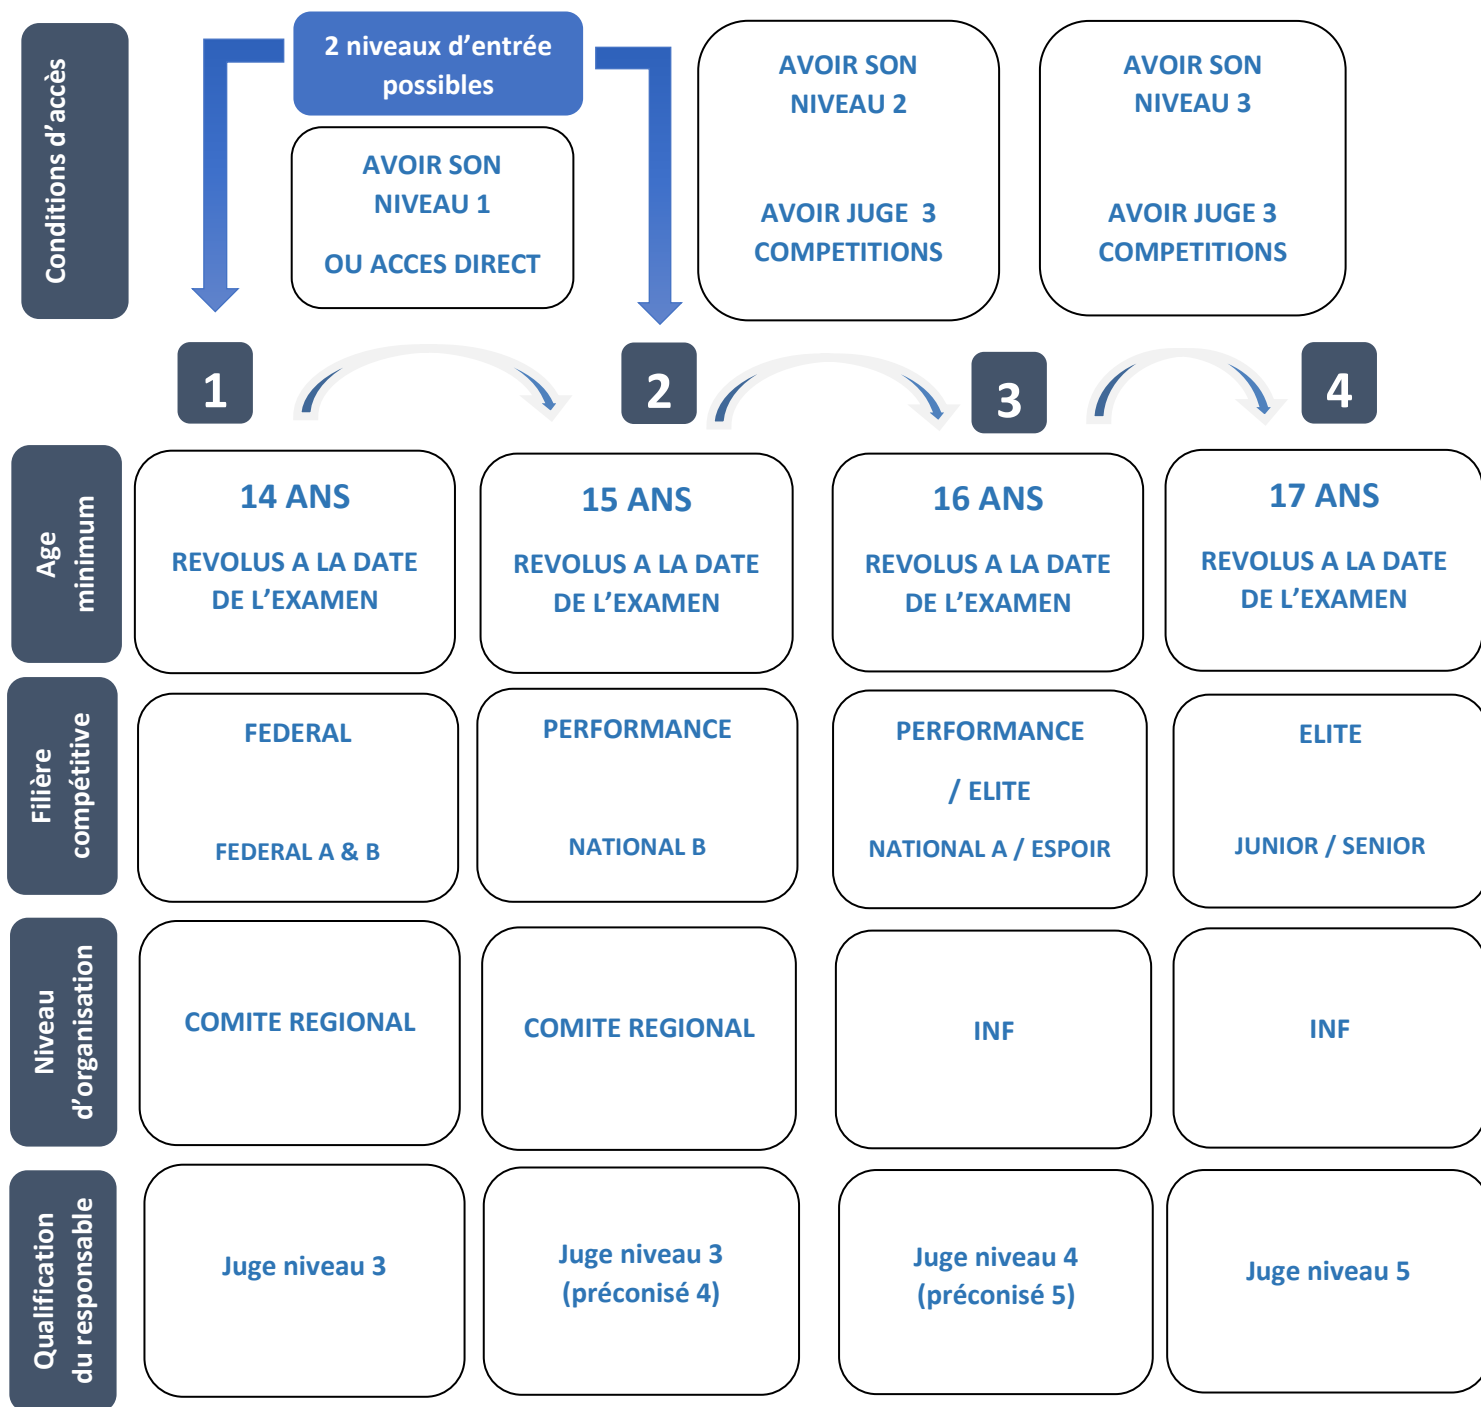 Conditions d’accès
2 niveaux d’entrée
possibles
AVOIR SON
NIVEAU 1
OU ACCES DIRECT
AVOIR SON
NIVEAU 2
AVOIR JUGE  3
COMPETITIONS
AVOIR SON
NIVEAU 3
AVOIR JUGE 3
COMPETITIONS
1
2
3
4
Age
minimum
14 ANS
REVOLUS A LA DATE
DE L’EXAMEN
15 ANS
REVOLUS A LA DATE
DE L’EXAMEN
16 ANS
REVOLUS A LA DATE
DE L’EXAMEN
17 ANS
REVOLUS A LA DATE
DE L’EXAMEN
Filière
compétitive
FEDERAL
FEDERAL A & B
PERFORMANCE
NATIONAL B
PERFORMANCE
/ ELITE
NATIONAL A / ESPOIR
ELITE
JUNIOR / SENIOR
Niveau
d’organisation
COMITE REGIONAL
COMITE REGIONAL
INF
INF
Qualification
du responsable
Juge niveau 3
Juge niveau 3
(préconisé 4)
Juge niveau 4
(préconisé 5)
Juge niveau 5